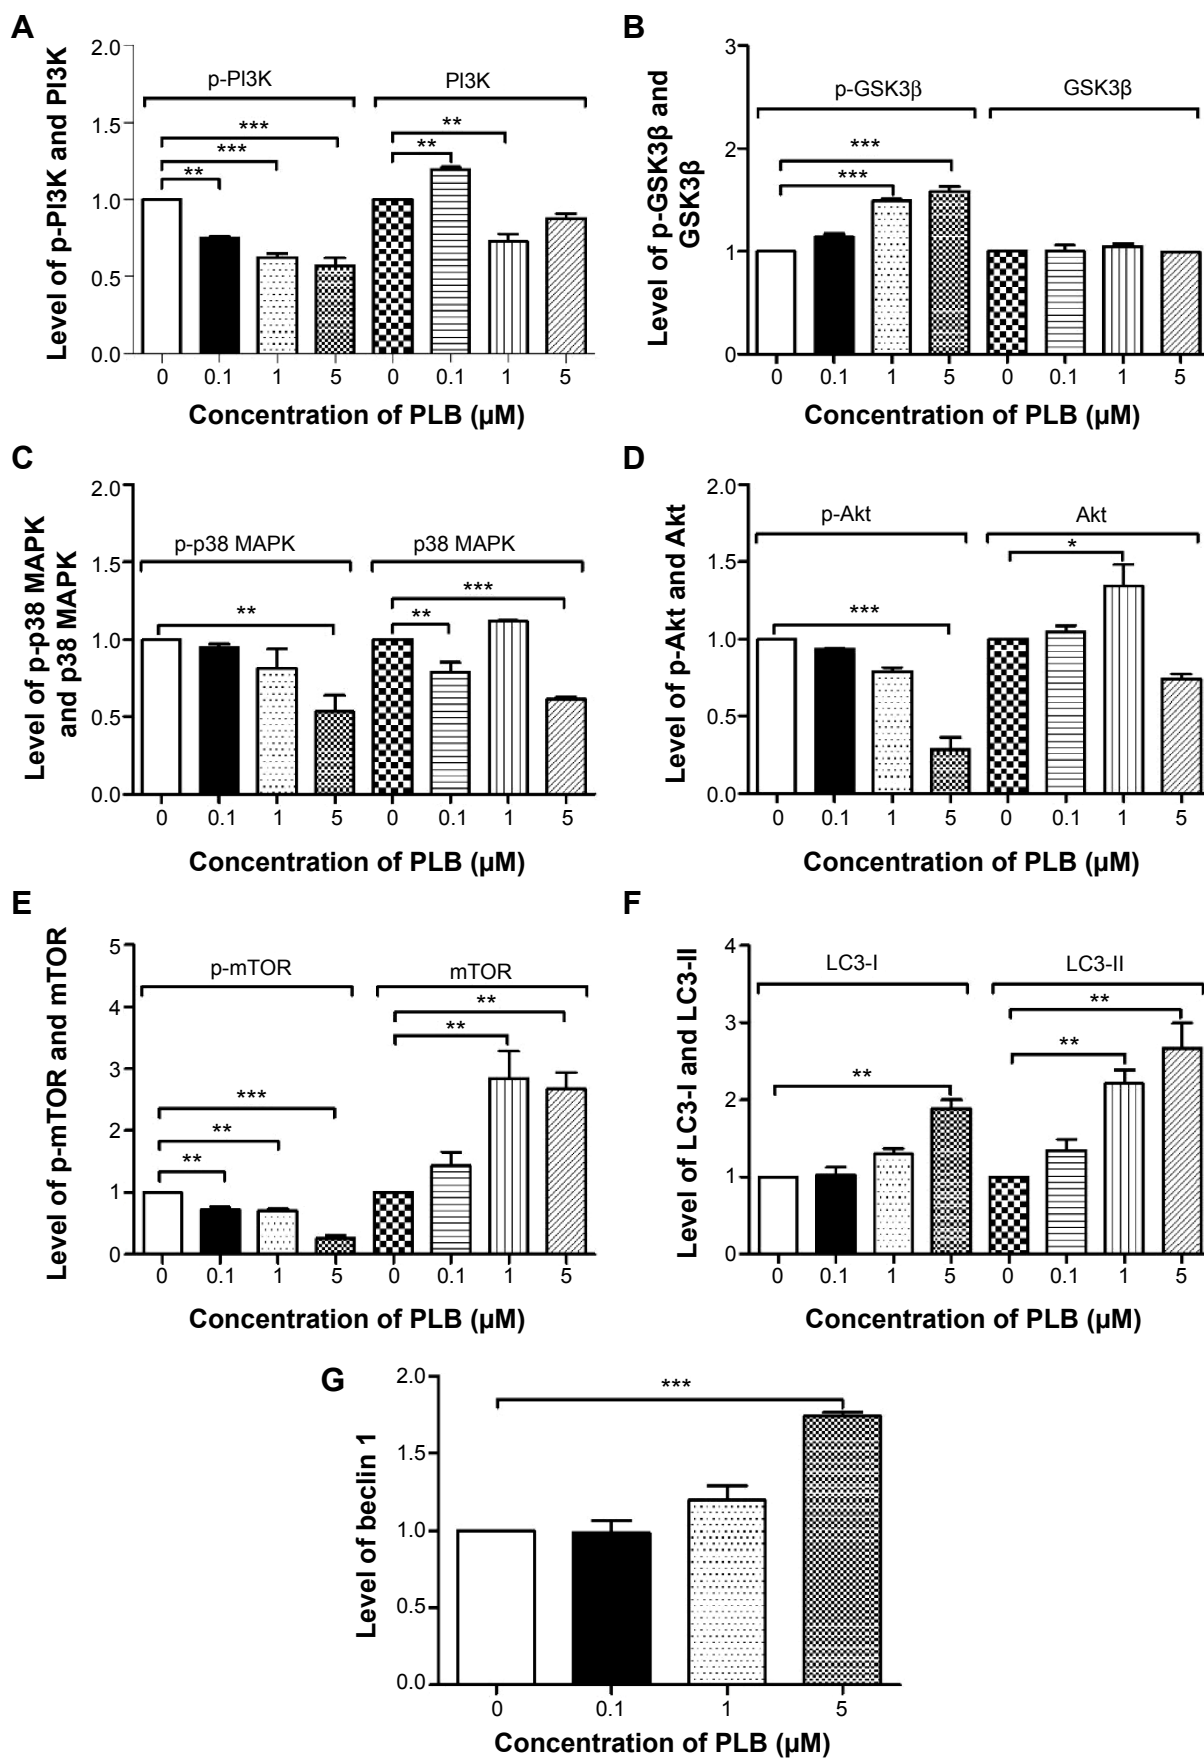 A
Level of p-PI3K and PI3K
2.0
1.5
1.0
0.5
0.0
p-PI3K
PI3K
***
***
**
**
**
0 0.1 1 5 0 0.1 1 5
Concentration of PLB (µM)
B
Level of p-GSK3β and
GSK3β
3
2
1
0
p-GSK3β
GSK3β
***
***
0 0.1 1 5 0 0.1 1 5
Concentration of PLB (µM)
C
Level of p-p38 MAPK
and p38 MAPK
2.0
1.5
1.0
0.5
0.0
p-p38 MAPK
p38 MAPK
**
***
**
0 0.1 1 5 0 0.1 1 5
Concentration of PLB (µM)
D
Level of p-Akt and Akt
2.0
1.5
1.0
0.5
0.0
p-Akt
Akt
*
***
0 0.1 1 5 0 0.1 1 5
Concentration of PLB (µM)
E
Level of p-mTOR and mTOR
5
4
3
2
1
0
p-mTOR
mTOR
**
**
***
**
**
0 0.1 1 5 0 0.1 1 5
Concentration of PLB (µM)
F
Level of LC3-I and LC3-II
4
3
2
1
0
LC3-I
LC3-II
**
**
**
0 0.1 1 5 0 0.1 1 5
Concentration of PLB (µM)
G
Level of beclin 1
2.0
1.5
1.0
0.5
0.0
***
0 0.1 1 5
Concentration of PLB (µM)